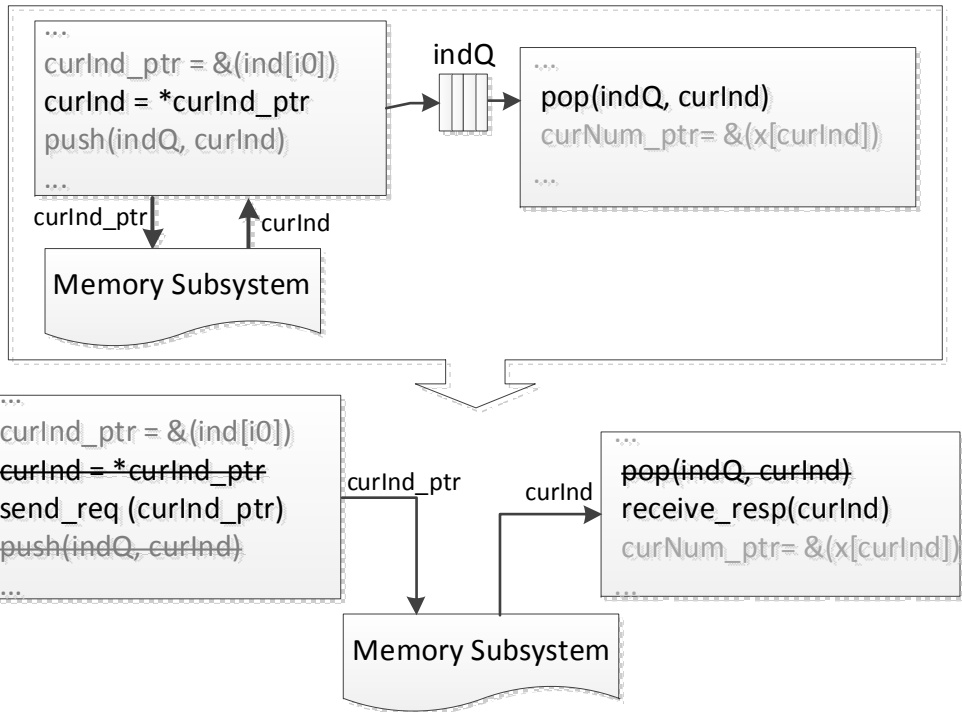 ...
curInd_ptr = &(ind[i0])
curInd = *curInd_ptr
push(indQ, curInd)
...
indQ
...
pop(indQ, curInd)
curNum_ptr= &(x[curInd])
...
curInd_ptr
curInd
Memory Subsystem
...
curInd_ptr = &(ind[i0])
curInd = *curInd_ptr
send_req (curInd_ptr)
push(indQ, curInd)
...
curInd_ptr
curInd
...
pop(indQ, curInd)
receive_resp(curInd)
curNum_ptr= &(x[curInd])
...
Memory Subsystem